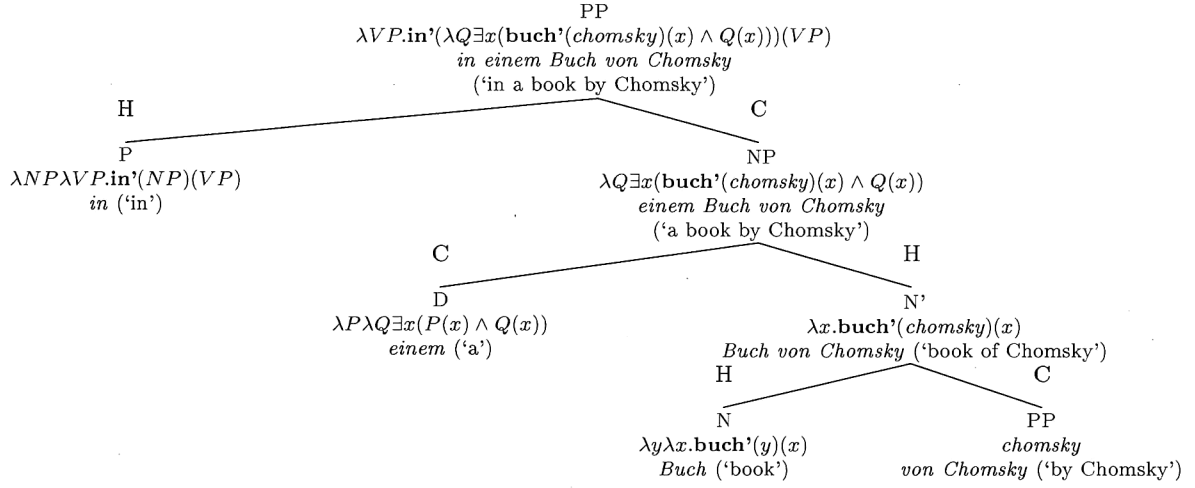 PP
λVP.in'(λQ∃x(buch'(chomsky)(x) ∧ Q(x)))(VP)
in einem Buch von Chomsky
(‘in a book by Chomsky’)
H C
P NP
λNPλVP.in'(NP)(VP) λQ∃x(buch'(chomsky)(x) ∧ Q(x))
in (‘in’) einem Buch von Chomsky
(‘a book by Chomsky’)
C H
D N'
λPλQ∃x(P(x) ∧ Q(x)) λx.buch'(chomsky)(x)
einem (‘a’) Buch von Chomsky (‘book of Chomsky’)
H C
N PP
λyλx.buch'(y)(x) chomsky
Buch (‘book’) von Chomsky (‘by Chomsky’)